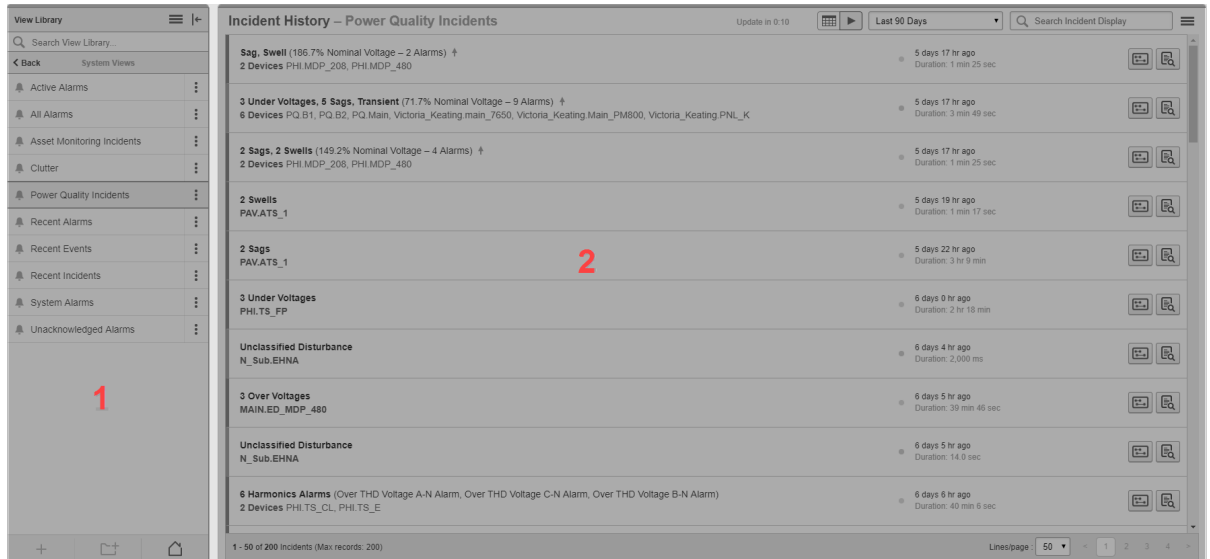 View Library
Search View Library...
Back
System Views
Active Alarms
All Alarms
Asset Monitoring Incidents
Clutter
Power Quality Incidents
Recent Alarms
Recent Events
Recent Incidents
System Alarms
Unacknowledged Alarms
1
Incident History – Power Quality Incidents
Update in 0:10
Last 90 Days
Search Incident Display
Sag, Swell (186.7% Nominal Voltage – 2 Alarms)
2 Devices PHI.MDP_208, PHI.MDP_480
5 days 17 hr ago
Duration: 1 min 25 sec
3 Under Voltages, 5 Sags, Transient (71.7% Nominal Voltage – 9 Alarms)
6 Devices PQ.B1, PQ.B2, PQ.Main, Victoria_Keating.main_7650, Victoria_Keating.Main_PM800, Victoria_Keating.PNL_K
5 days 17 hr ago
Duration: 3 min 49 sec
2 Sags, 2 Swells (149.2% Nominal Voltage – 4 Alarms)
2 Devices PHI.MDP_208, PHI.MDP_480
5 days 17 hr ago
Duration: 1 min 25 sec
2 Swells
PAV.ATS_1
5 days 19 hr ago
Duration: 1 min 17 sec
2 Sags
PAV.ATS_1
2
5 days 22 hr ago
Duration: 3 hr 9 min
3 Under Voltages
PHI.TS_FP
6 days 0 hr ago
Duration: 2 hr 18 min
Unclassified Disturbance
N_Sub.EHNA
6 days 4 hr ago
Duration: 2,000 ms
3 Over Voltages
MAIN.ED_MDP_480
6 days 5 hr ago
Duration: 39 min 46 sec
Unclassified Disturbance
N_Sub.EHNA
6 days 5 hr ago
Duration: 14.0 sec
6 Harmonics Alarms (Over THD Voltage A-N Alarm, Over THD Voltage C-N Alarm, Over THD Voltage B-N Alarm)
2 Devices PHI.TS_CL, PHI.TS_E
6 days 6 hr ago
Duration: 40 min 6 sec
1 - 50 of 200 Incidents (Max records: 200)
Lines/page : 50 < 1 2 3 4 >